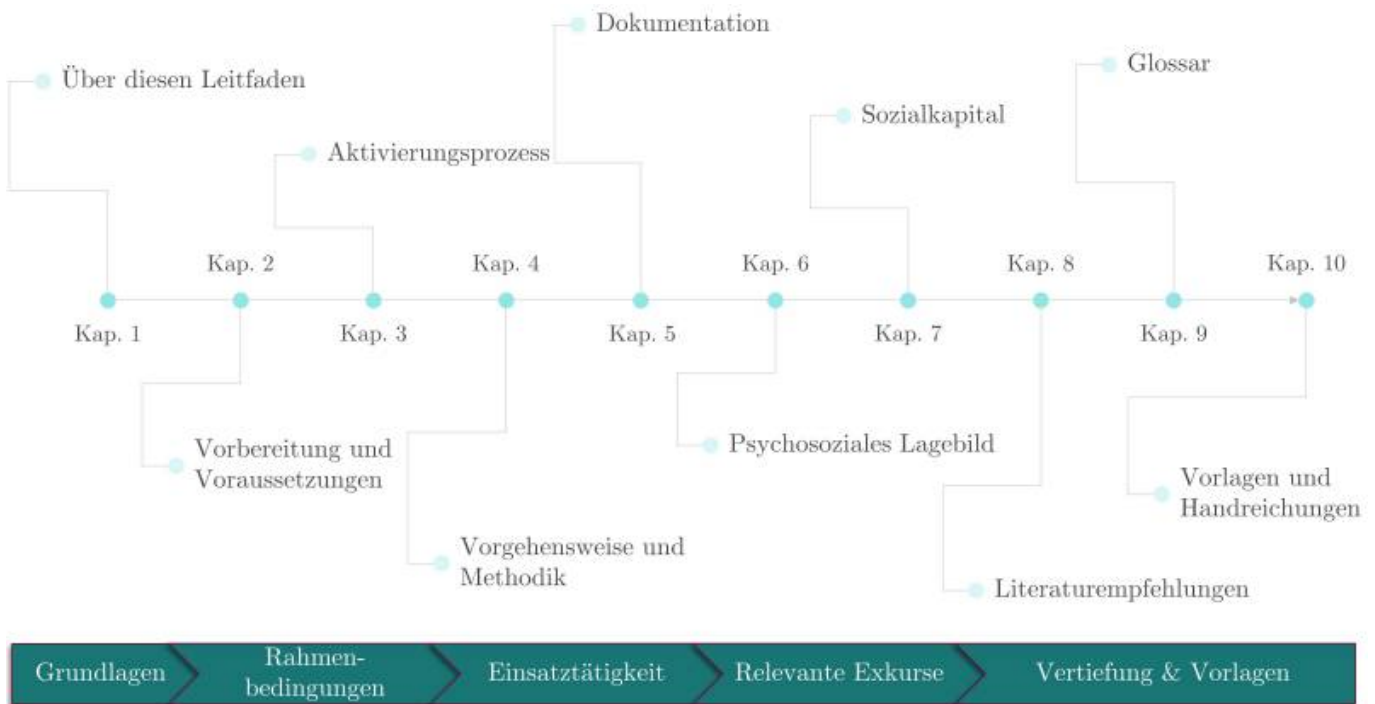 Dokumentation
Über diesen Leitfaden
Glossar
Sozialkapital
Aktivierungsprozess
Kap. 2
Kap. 4
Kap. 6
Kap. 8
Kap. 10
Kap. 1
Kap. 3
Kap. 5
Kap. 7
Kap. 9
Vorbereitung und
Voraussetzungen
Psychosoziales Lagebild
Vorlagen und
Handreichungen
Vorgehensweise und
Methodik
Literaturempfehlungen
Grundlagen
Rahmen-
bedingungen
Einsatztätigkeit
Relevante Exkurse
Vertiefung & Vorlagen